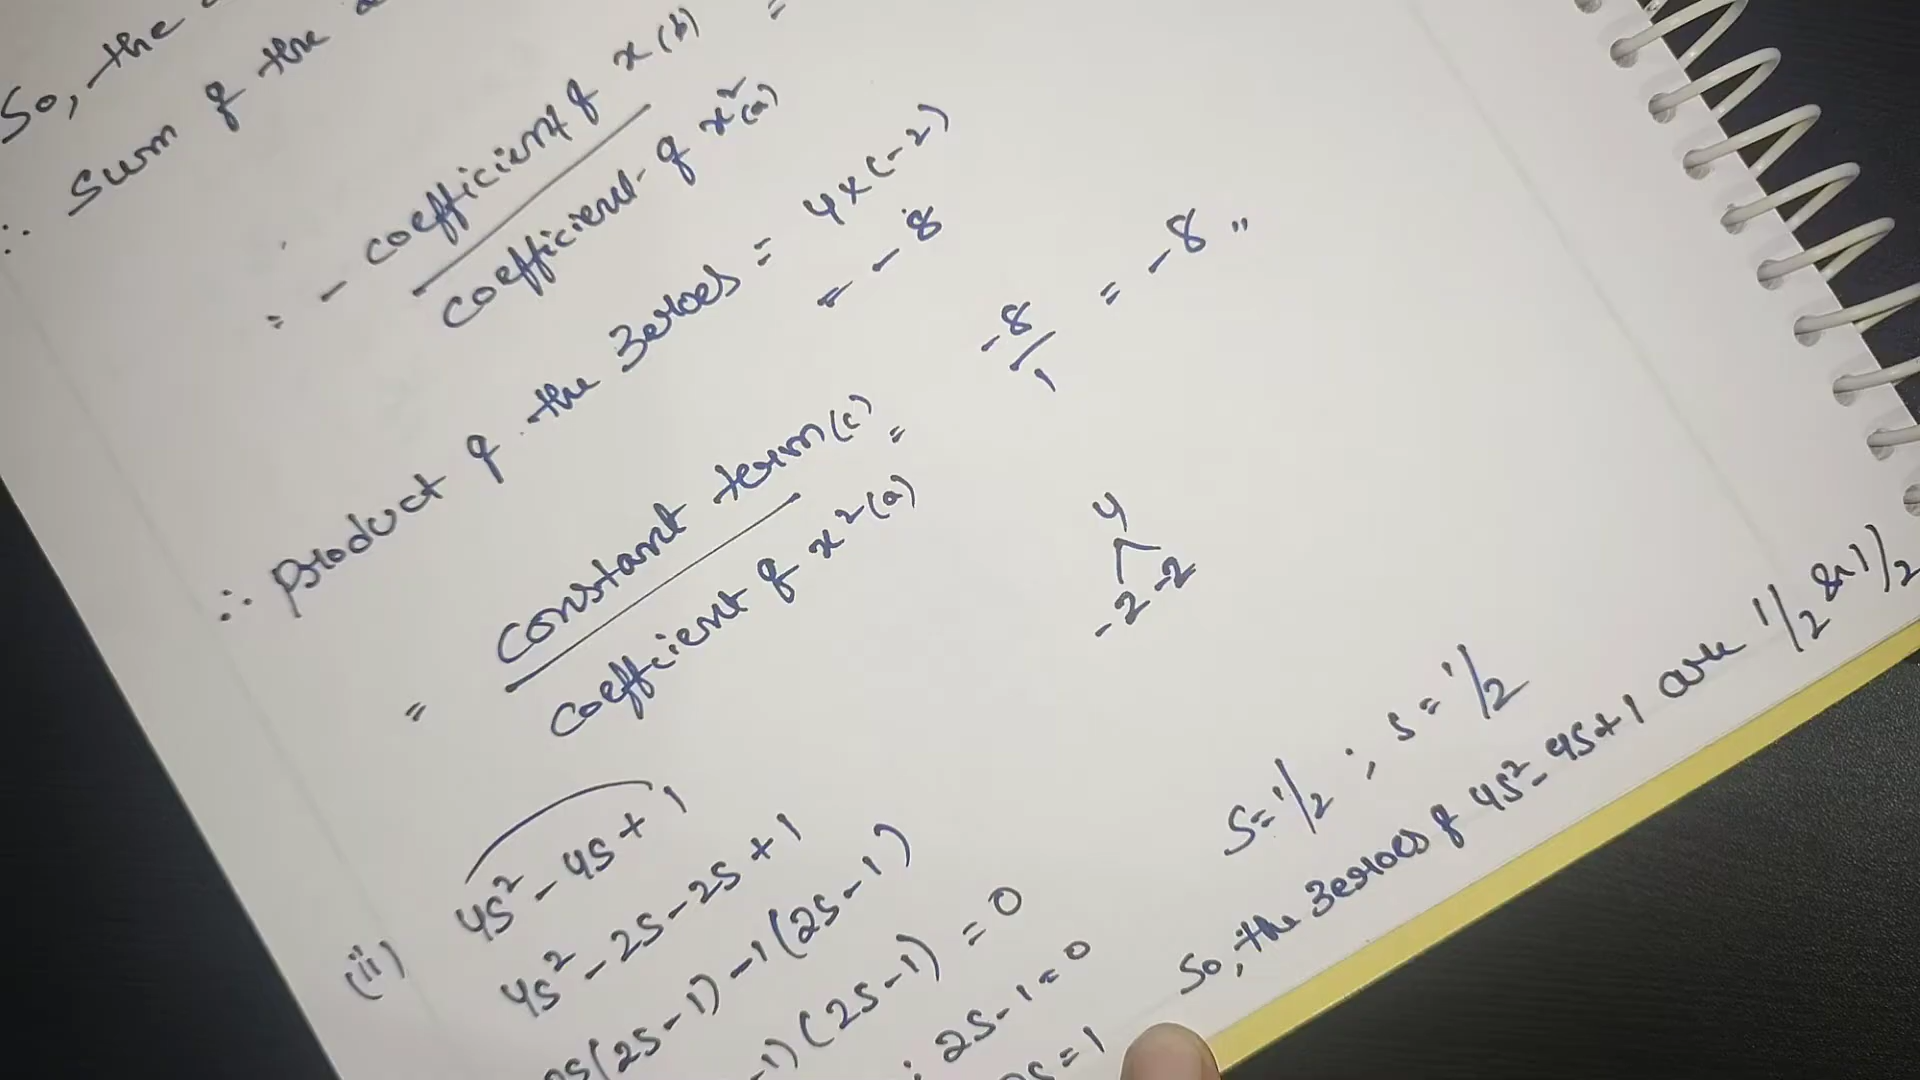 So, the
∴ Sum of the
= - coefficient of x (b) =
coefficient of x²(a)
∴ Product of the zeroes = 4×(-2)
= -8
= constant term(c) = -8/1 = -8 "
coefficient of x²(a)
4
-2 -2
(ii) 4s² - 4s + 1
4s² - 2s - 2s + 1
2s(2s-1) -1(2s-1)
-1)(2s-1) = 0
; 2s-1=0
2s=1
s=1/2 ; s=1/2
So, the zeroes of 4s²-4s+1 are 1/2 & 1/2